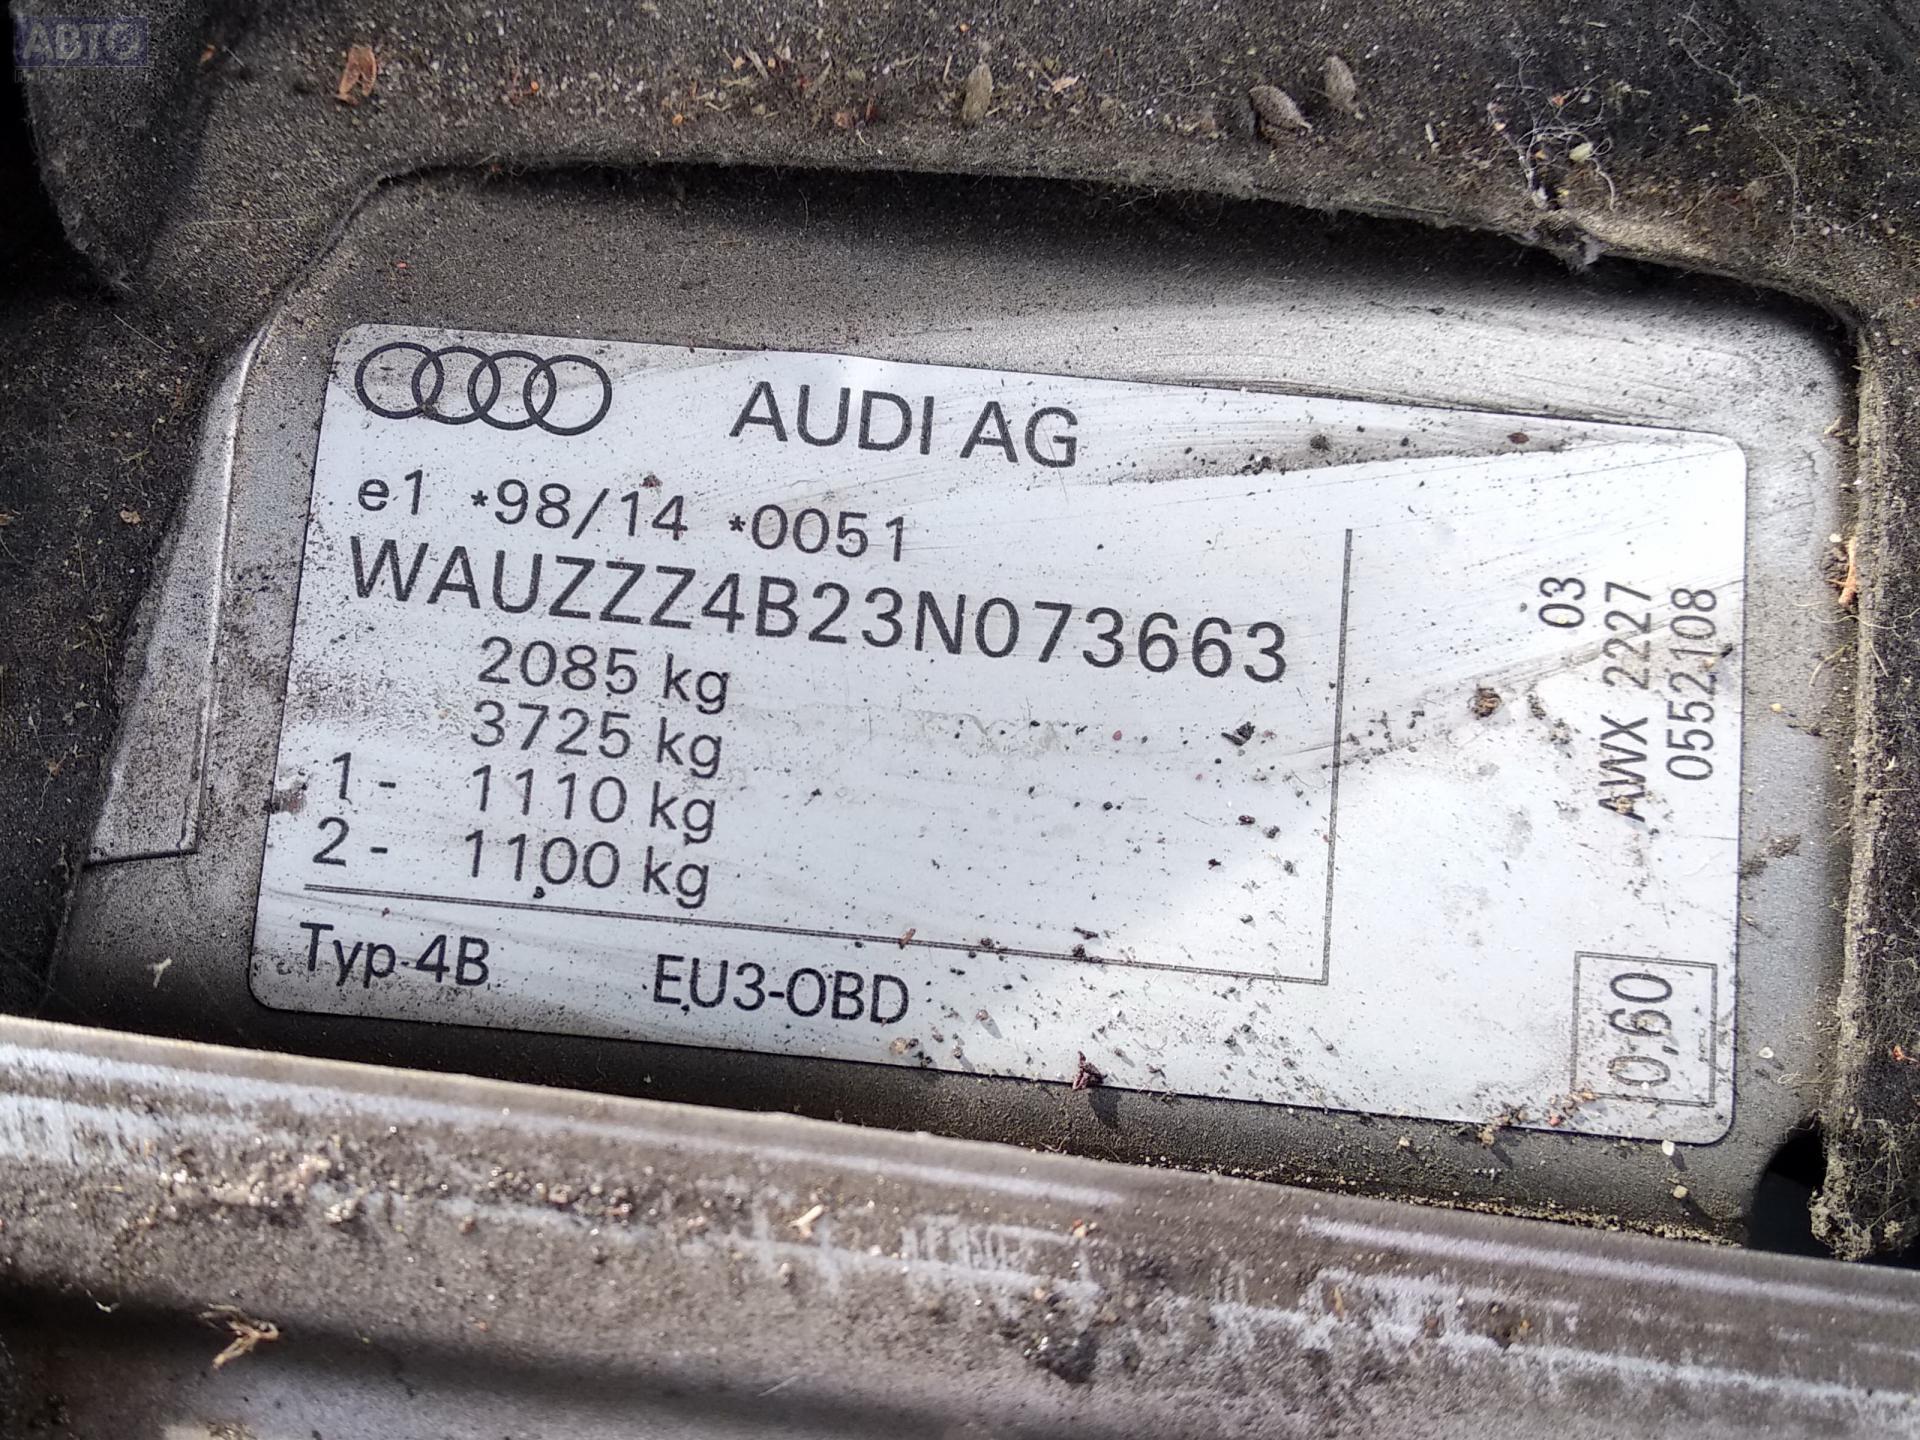 АВТО
AUDI AG
e1 *98/14 *0051
WAUZZZ4B23N073663
2085 kg
3725 kg
1 - 1110 kg
2 - 1100 kg
Typ 4B EU3-OBD
03
AWX 2227
0552108
0,60